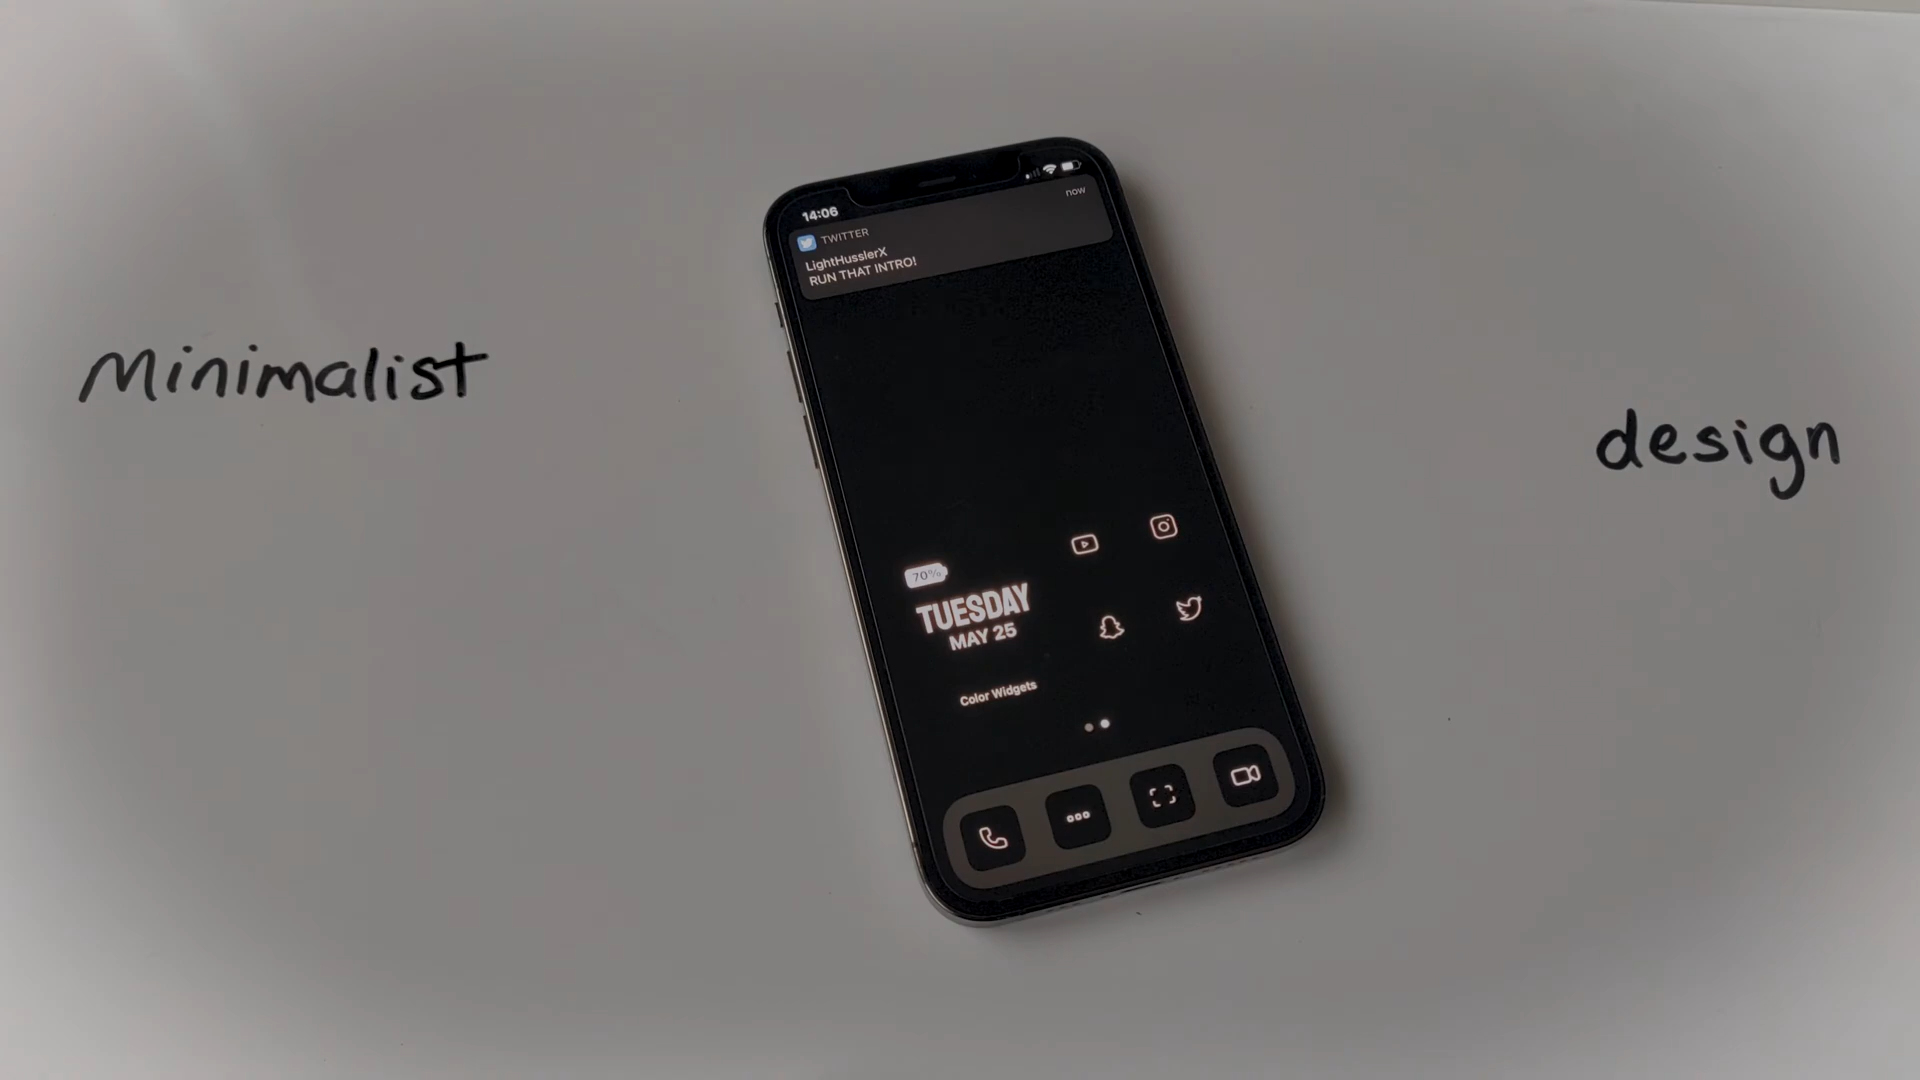 14:06
now
TWITTER
LightHusslerX
RUN THAT INTRO!
Minimalist
design
70%
TUESDAY
MAY 25
Color Widgets